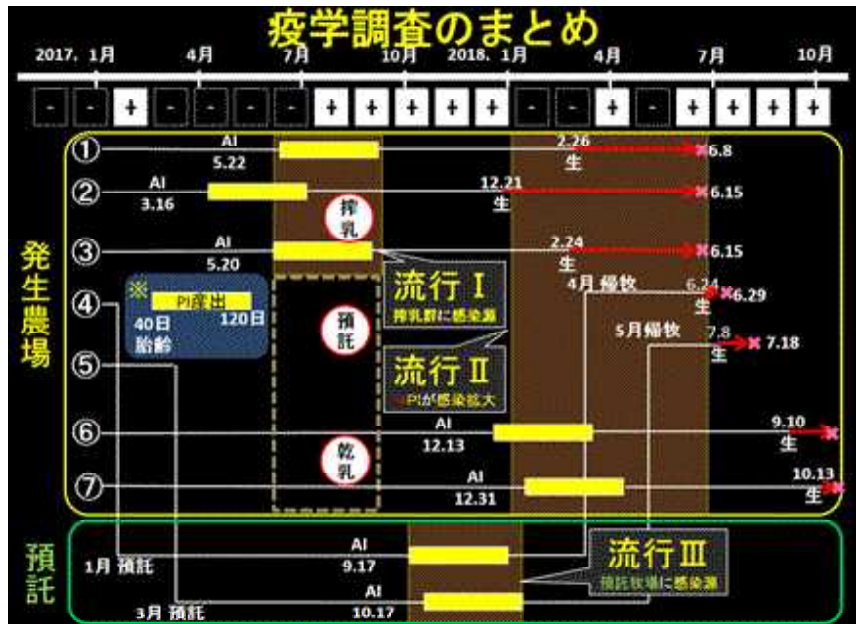 疫学調査のまとめ
2017. 1月 4月 7月 10月 2018. 1月 4月 7月 10月
- - + - - - - + + + + + - - + - + + + +
発生農場
① AI 5.22 2.26 生 6.8
② AI 3.16 12.21 生 6.15
搾乳
③ AI 5.20 2.24 生 6.15
流行Ⅰ
搾乳群に感染源
④ 4月 帰牧 6.24 生 6.29
※ PI産出
40日 120日
胎齢
預託
⑤ 5月帰牧 7.8 生 7.18
流行Ⅱ
→PIが感染拡大
⑥ AI 12.13 9.10 生
乾乳
⑦ AI 12.31 10.13 生
預託
1月 預託 AI 9.17
流行Ⅲ
預託牧場に感染源
3月 預託 AI 10.17